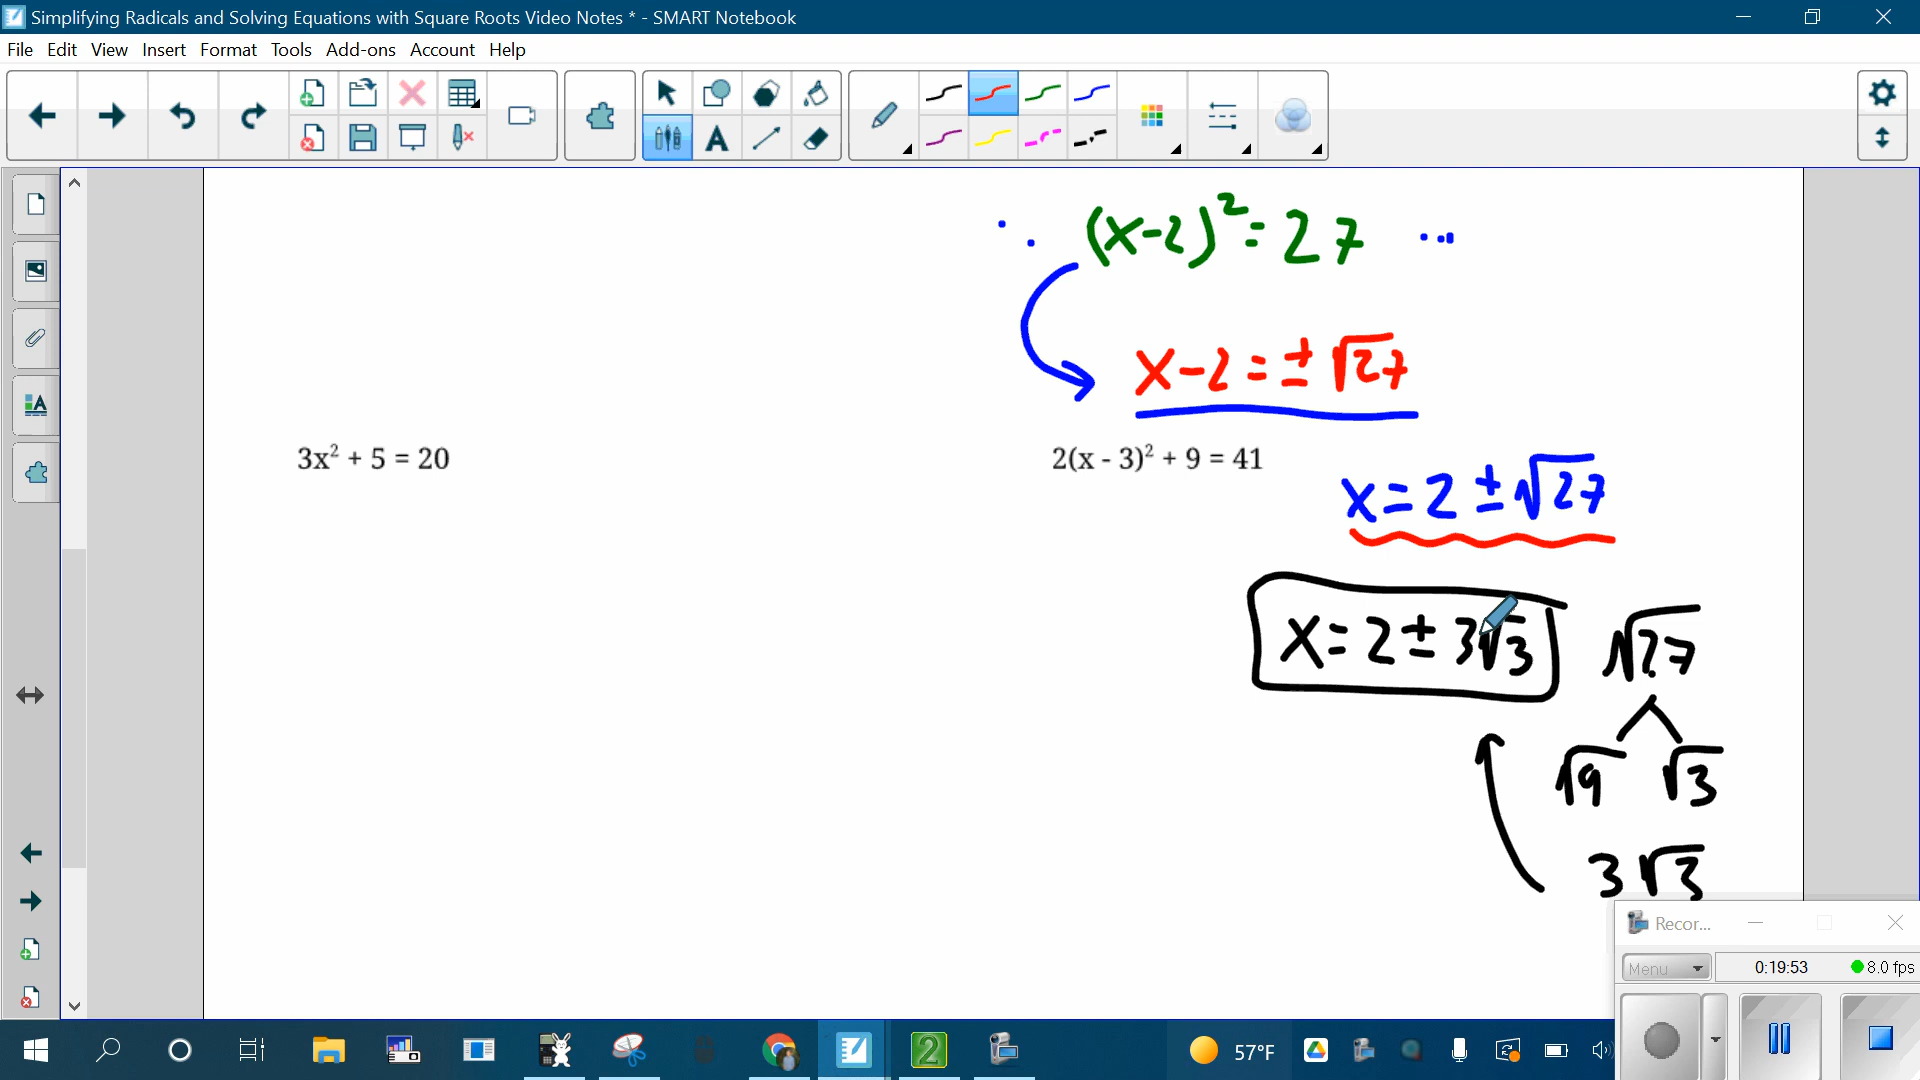 Simplifying Radicals and Solving Equations with Square Roots Video Notes * - SMART Notebook
File Edit View Insert Format Tools Add-ons Account Help
(x-2)² = 27
x-2 = ± √27
3x² + 5 = 20
2(x - 3)² + 9 = 41
x = 2 ± √27
x = 2 ± 3√3
√27
√9 √3
3√3
Recor...
Menu
0:19:53
8.0 fps
57°F